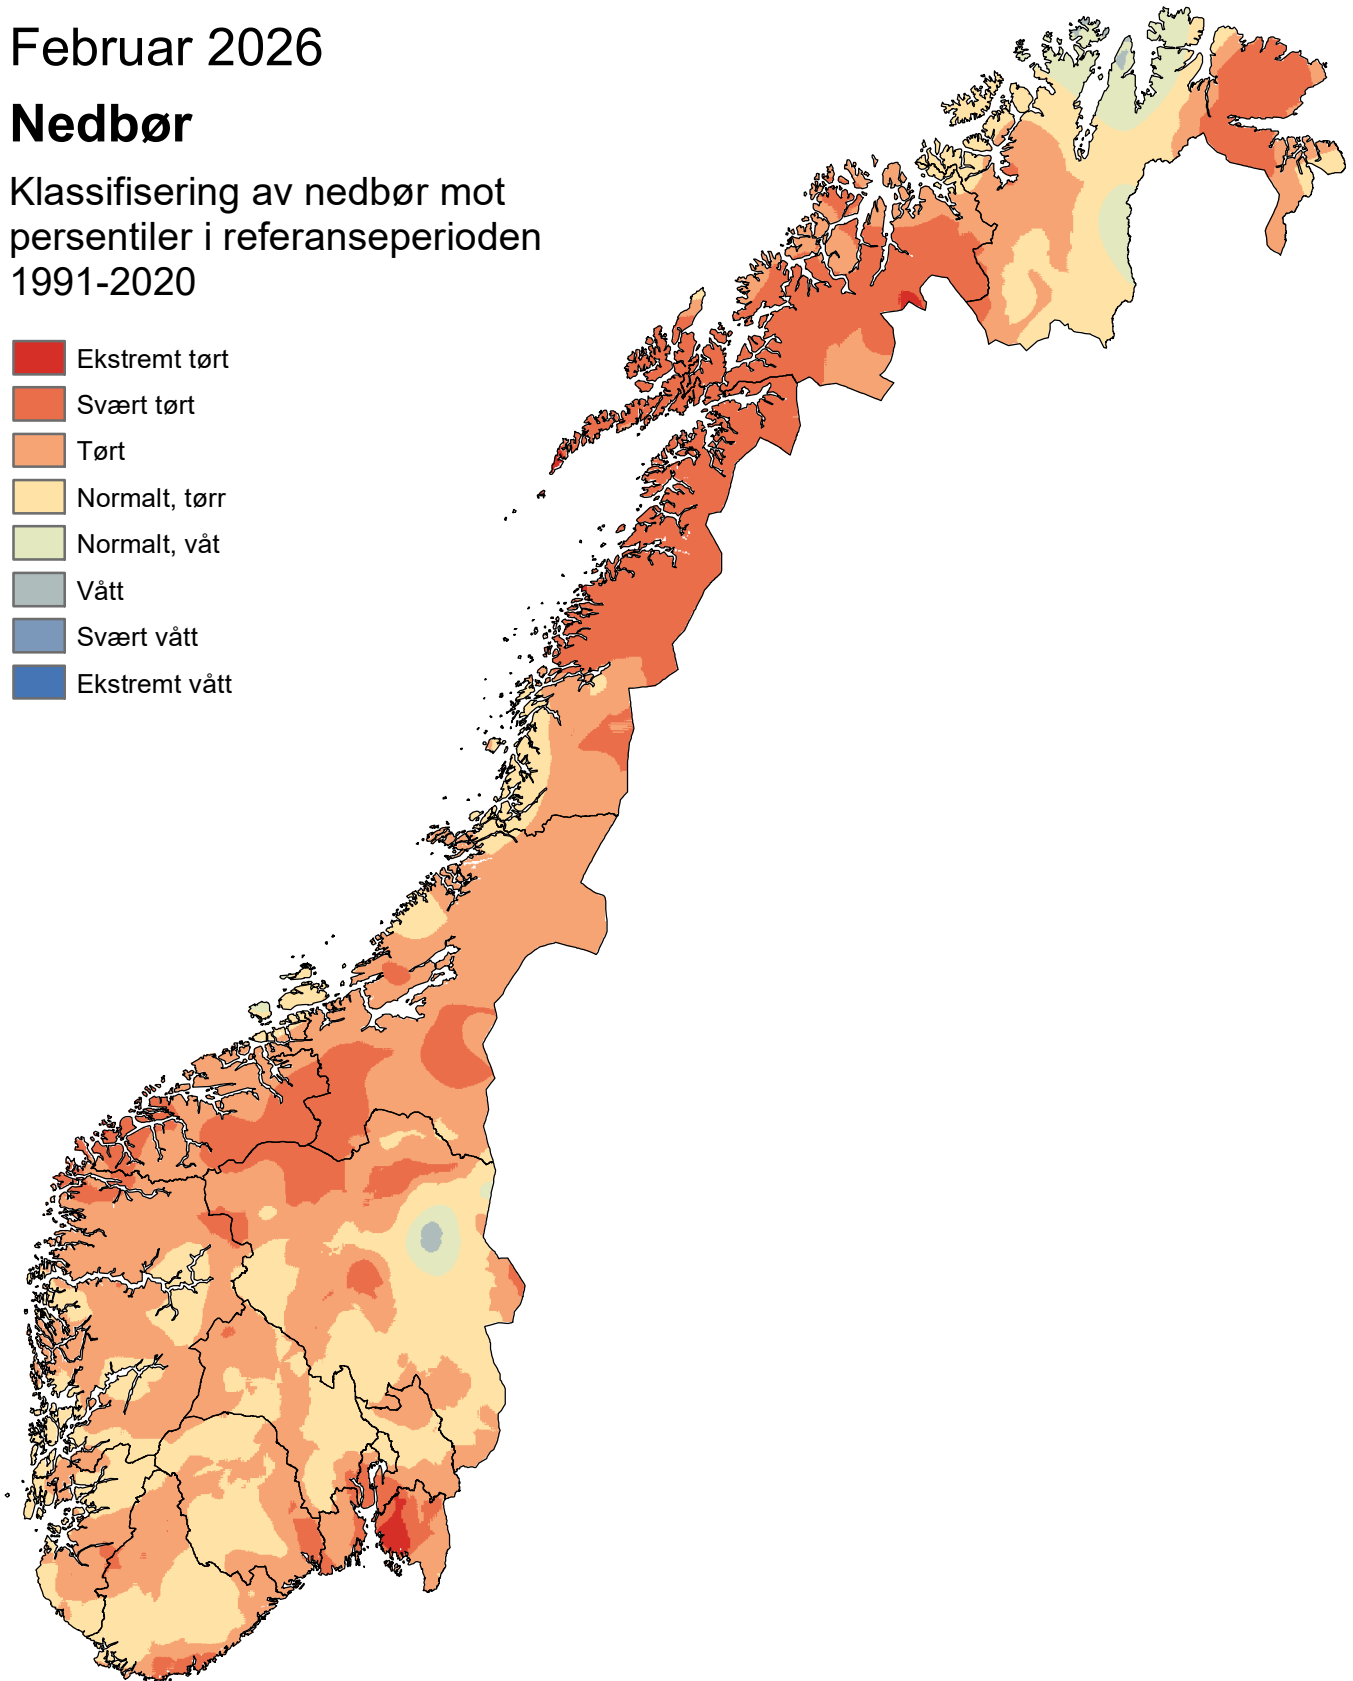 Februar 2026
Nedbør
Klassifisering av nedbør mot
persentiler i referanseperioden
1991-2020
Ekstremt tørt
Svært tørt
Tørt
Normalt, tørr
Normalt, våt
Vått
Svært vått
Ekstremt vått